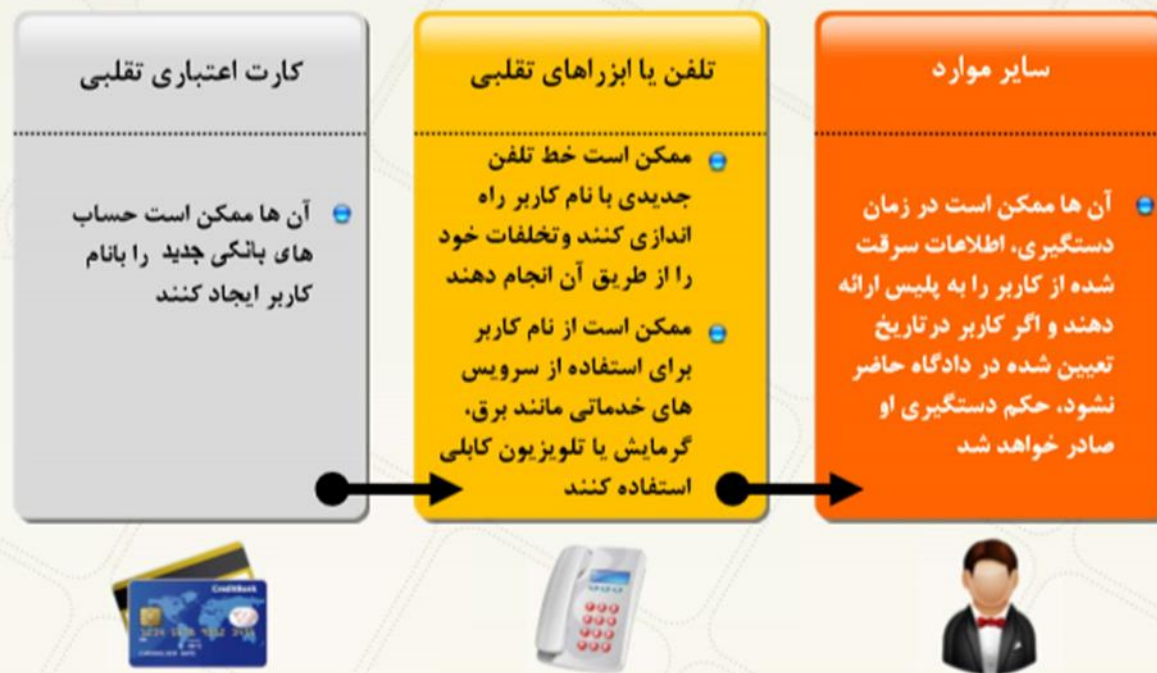 کارت اعتباری تقلبی
آن ها ممکن است حساب
های بانکی جدید را بانام
کاربر ایجاد کنند
تلفن یا ابزراهای تقلبی
ممکن است خط تلفن
جدیدی با نام کاربر راه
اندازی کنند وتخلفات خود
را از طریق آن انجام دهند
ممکن است از نام کاربر
برای استفاده از سرویس
های خدماتی مانند برق،
گرمایش یا تلویزیون کابلی
استفاده کنند
سایر موارد
آن ها ممکن است در زمان
دستگیری، اطلاعات سرقت
شده از کاربر را به پلیس ارائه
دهند و اگر کاربر درتاریخ
تعیین شده در دادگاه حاضر
نشود، حکم دستگیری او
صادر خواهد شد
CreditBank